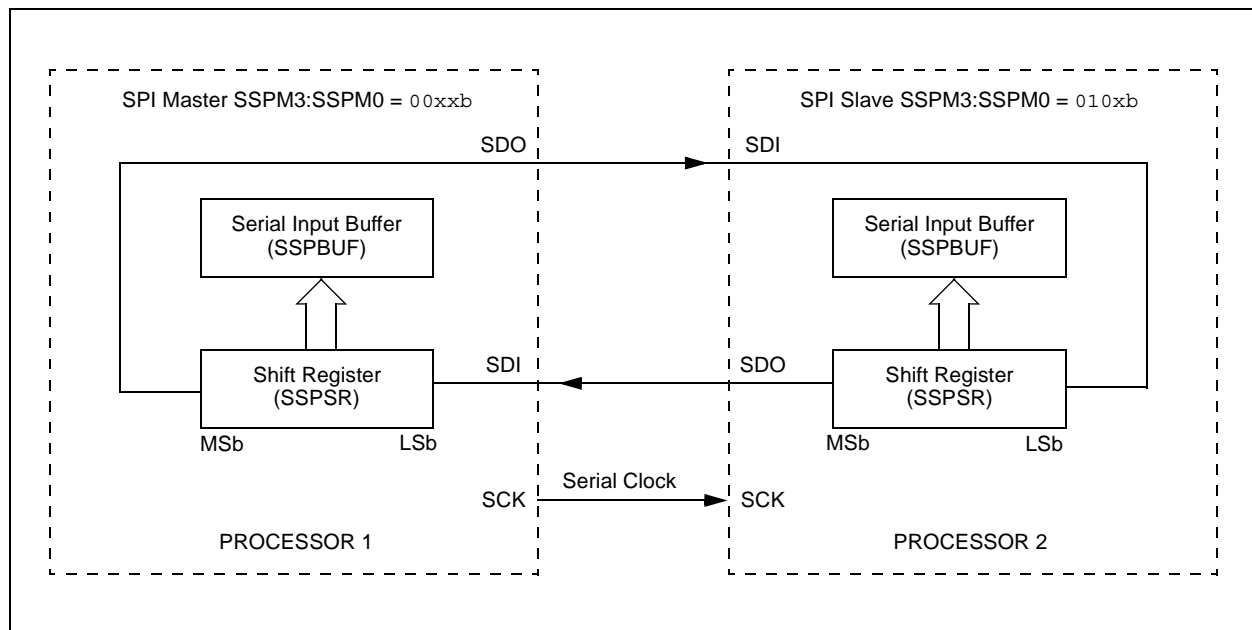 SPI Master SSPM3:SSPM0 = 00xxb
SPI Slave SSPM3:SSPM0 = 010xb
SDO
SDI
Serial Input Buffer
(SSPBUF)
Serial Input Buffer
(SSPBUF)
SDI
SDO
Shift Register
(SSPSR)
Shift Register
(SSPSR)
MSb
LSb
MSb
LSb
Serial Clock
SCK
SCK
PROCESSOR 1
PROCESSOR 2